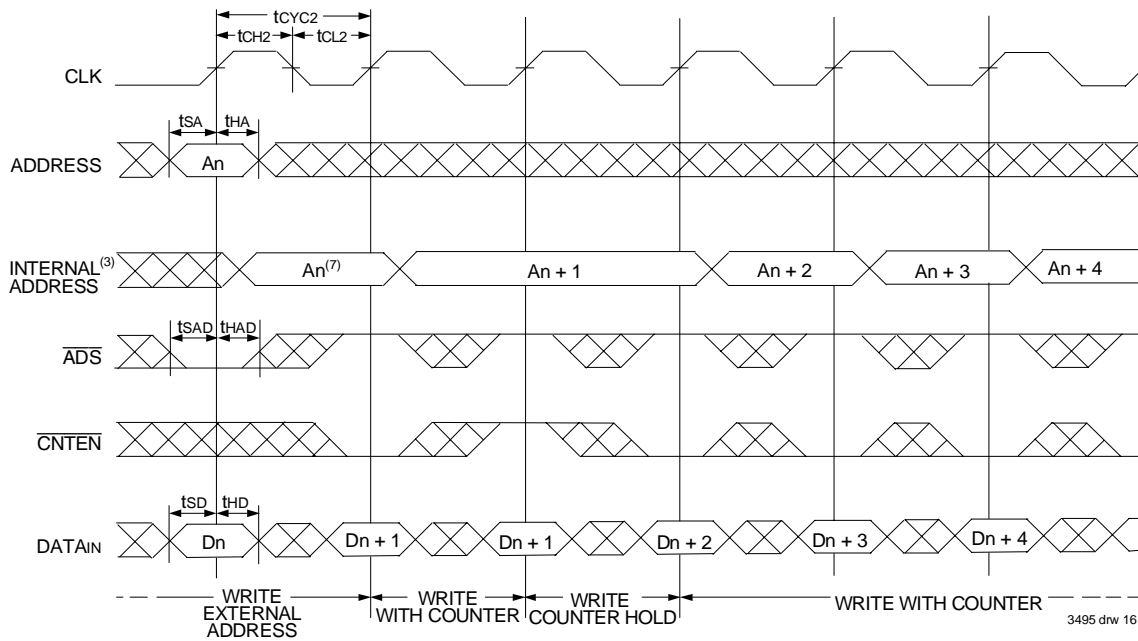 tCYC2
tCH2 tCL2
CLK
tSA tHA
ADDRESS An
INTERNAL(3)
ADDRESS
An(7) An + 1 An + 2 An + 3 An + 4
tSAD tHAD
ADS
CNTEN
tSD tHD
DATAIN Dn Dn + 1 Dn + 1 Dn + 2 Dn + 3 Dn + 4
WRITE
EXTERNAL
ADDRESS
WRITE
WITH COUNTER
WRITE
COUNTER HOLD
WRITE WITH COUNTER
3495 drw 16